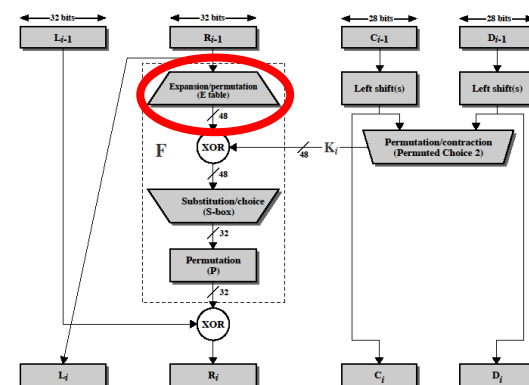 32 bits 32 bits 28 bits 28 bits
Li-1 Ri-1 Ci-1 Di-1
Expansion/permutation
(E table)
Left shift(s) Left shift(s)
48
F XOR 48 Ki
Permutation/contraction
(Permuted Choice 2)
48
Substitution/choice
(S-box)
32
Permutation
(P)
32
XOR
Li Ri Ci Di